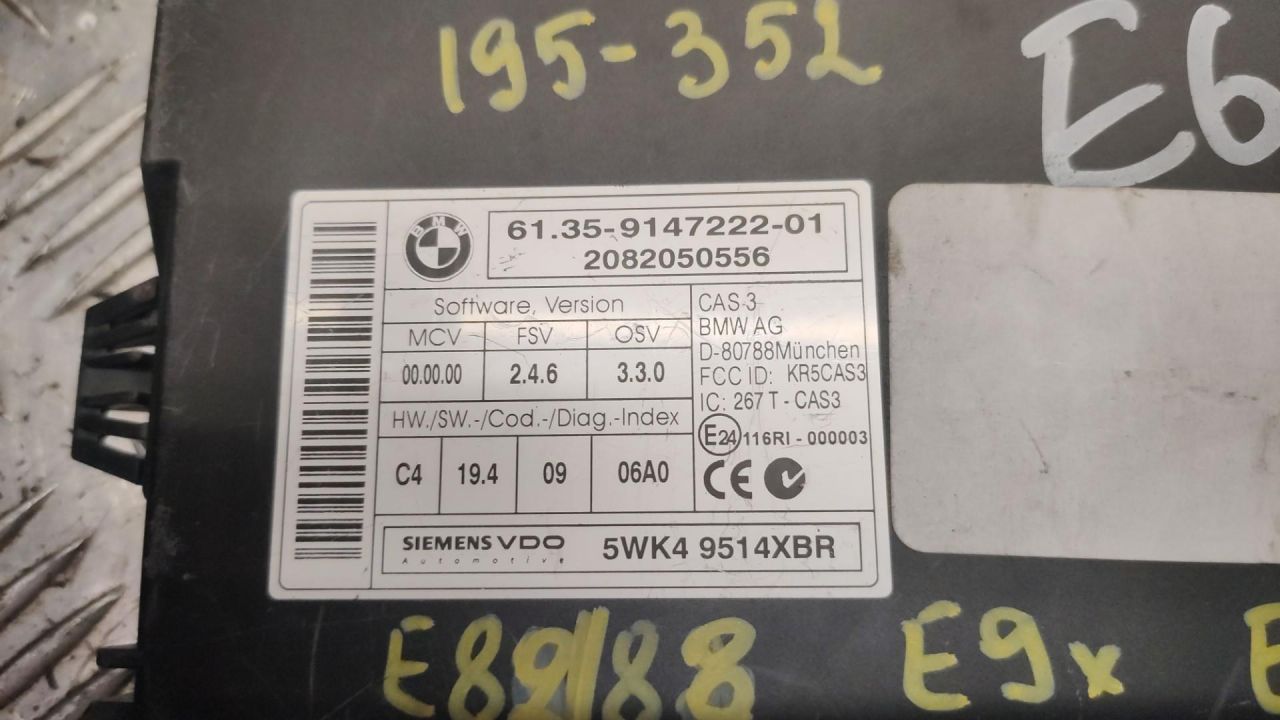 195-352
E6
BMW
61.35-9147222-01
2082050556
Software, Version
MCV FSV OSV
00.00.00 2.4.6 3.3.0
HW./SW.-/Cod.-/Diag.-Index
C4 19.4 09 06A0
CAS 3
BMW AG
D-80788München
FCC ID: KR5CAS3
IC: 267 T - CAS3
E24 116RI - 000003
CE
SIEMENS VDO
Automotive
5WK4 9514XBR
E89/88
E9x
E